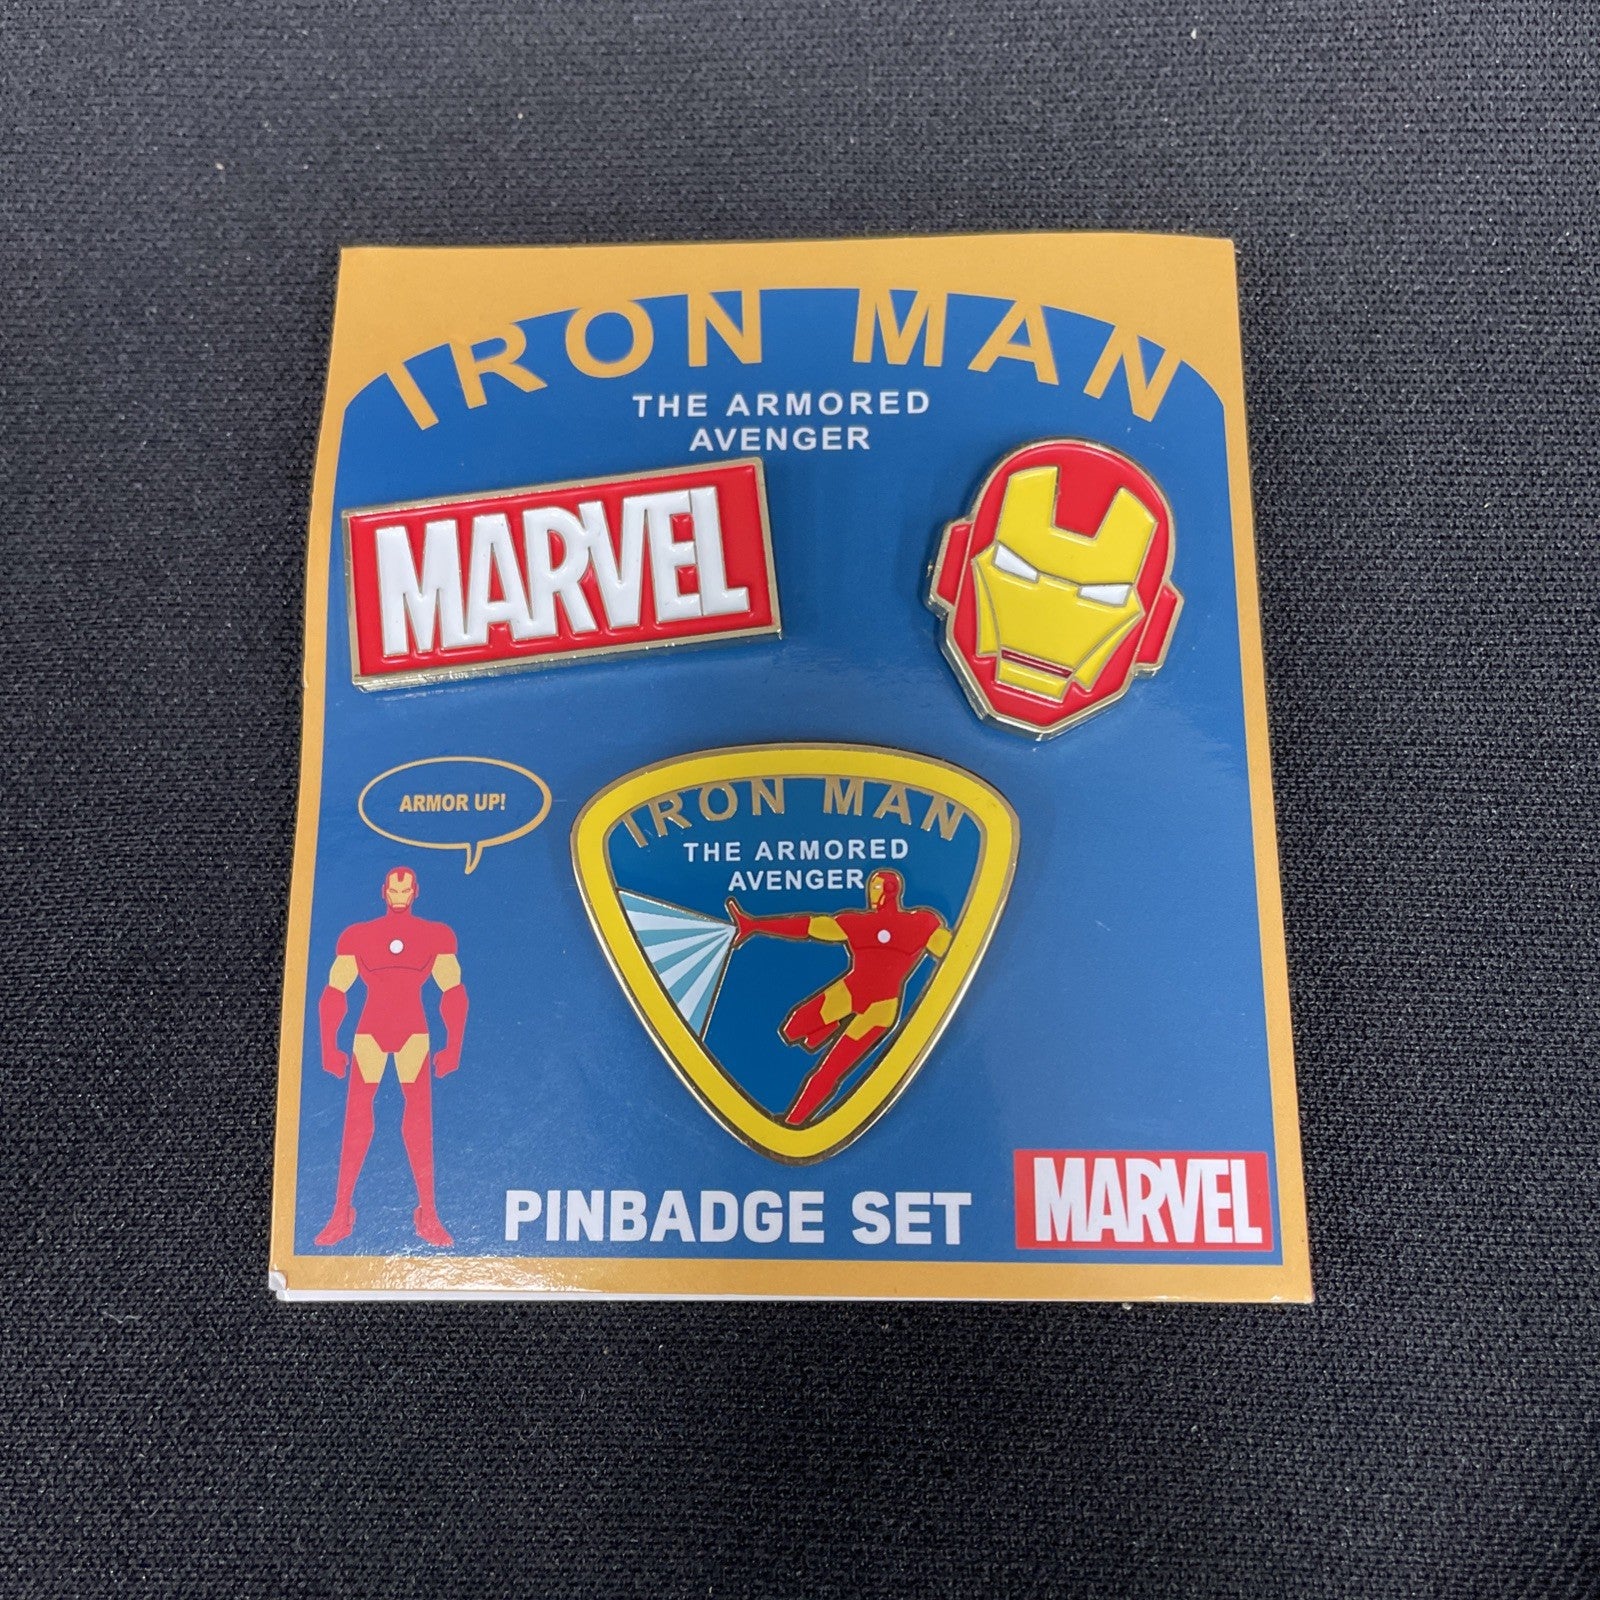 IRON MAN
THE ARMORED
AVENGER
MARVEL
ARMOR UP!
IRON MAN
THE ARMORED
AVENGER
PINBADGE SET
MARVEL